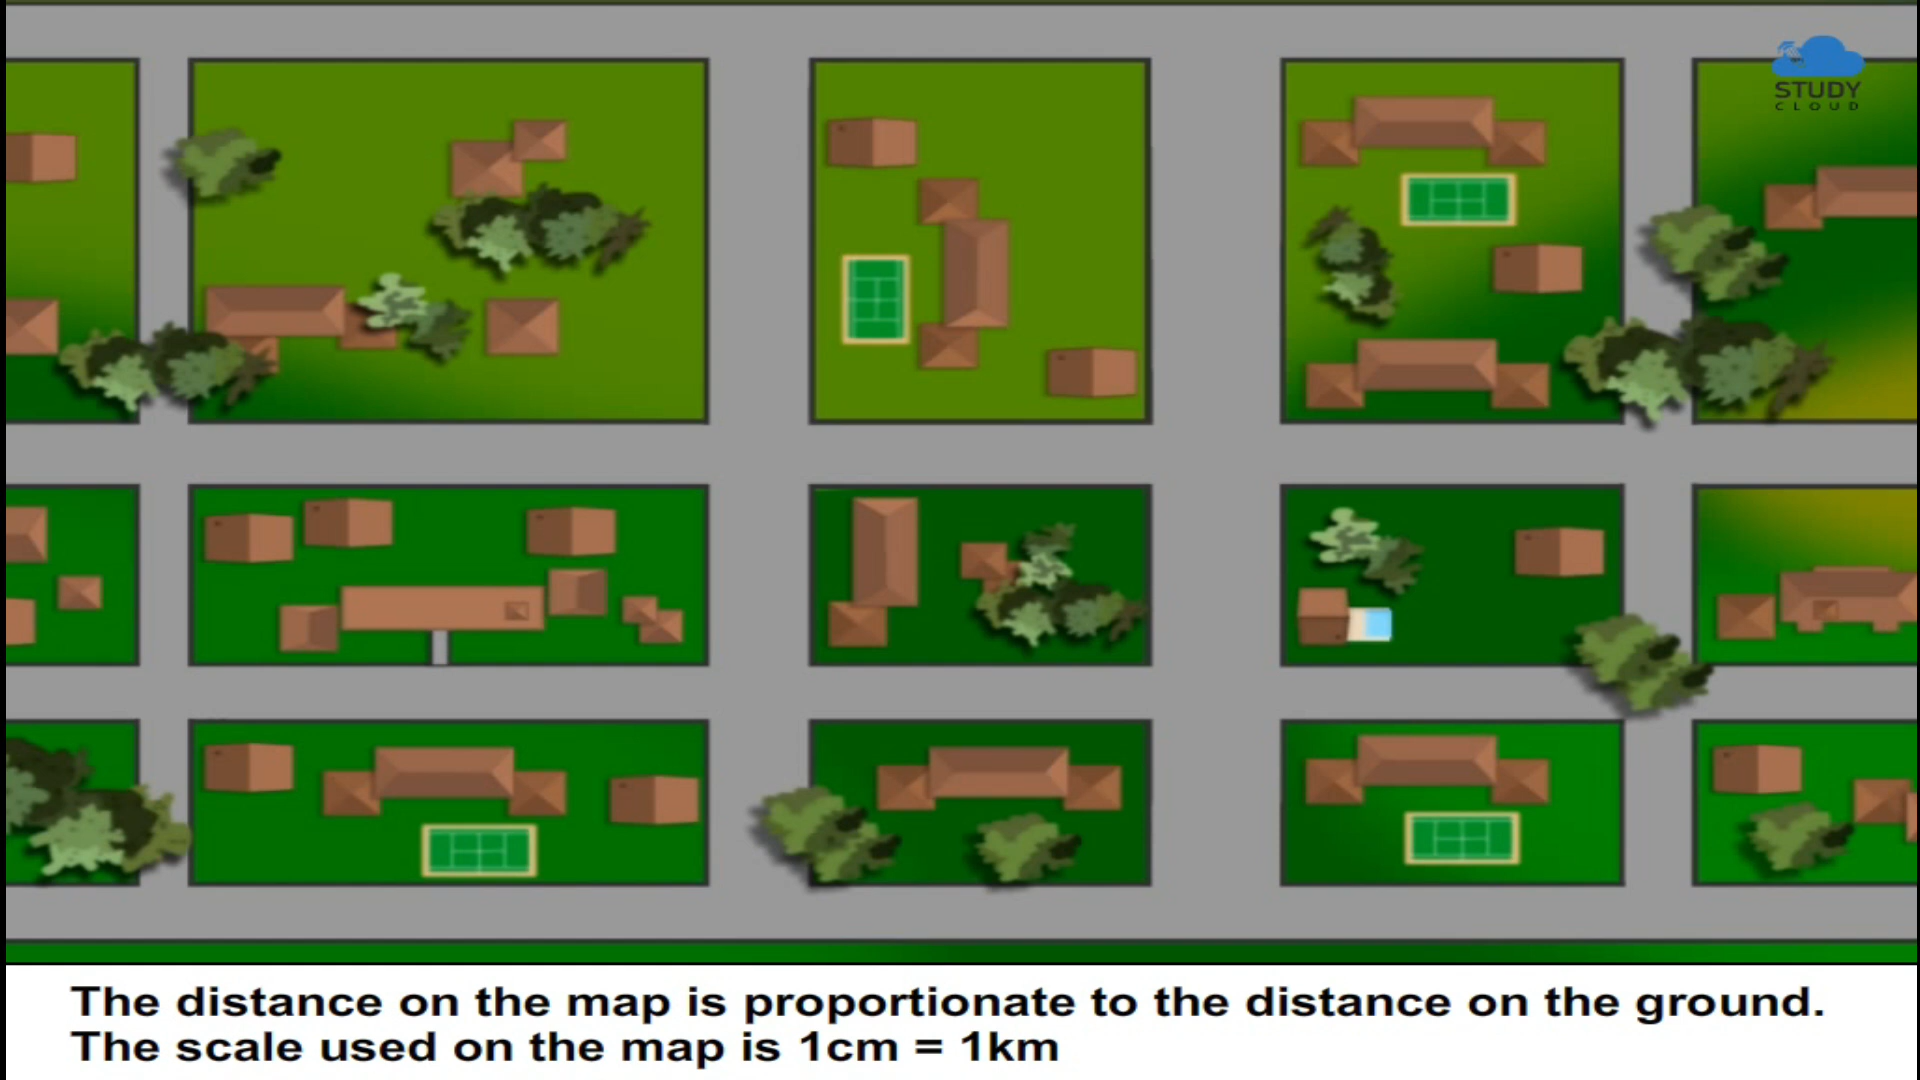 STUDY
CLOUD
The distance on the map is proportionate to the distance on the ground.
The scale used on the map is 1cm = 1km